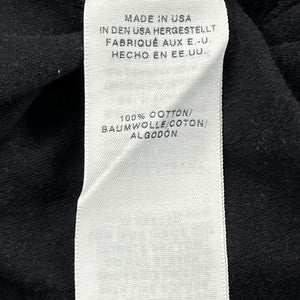 MADE IN USA
IN DEN USA HERGESTELLT
FABRIQUÉ AUX E.-U.
HECHO EN EE.UU.
100% COTTON/
BAUMWOLLE/COTON/
ALGODÓN